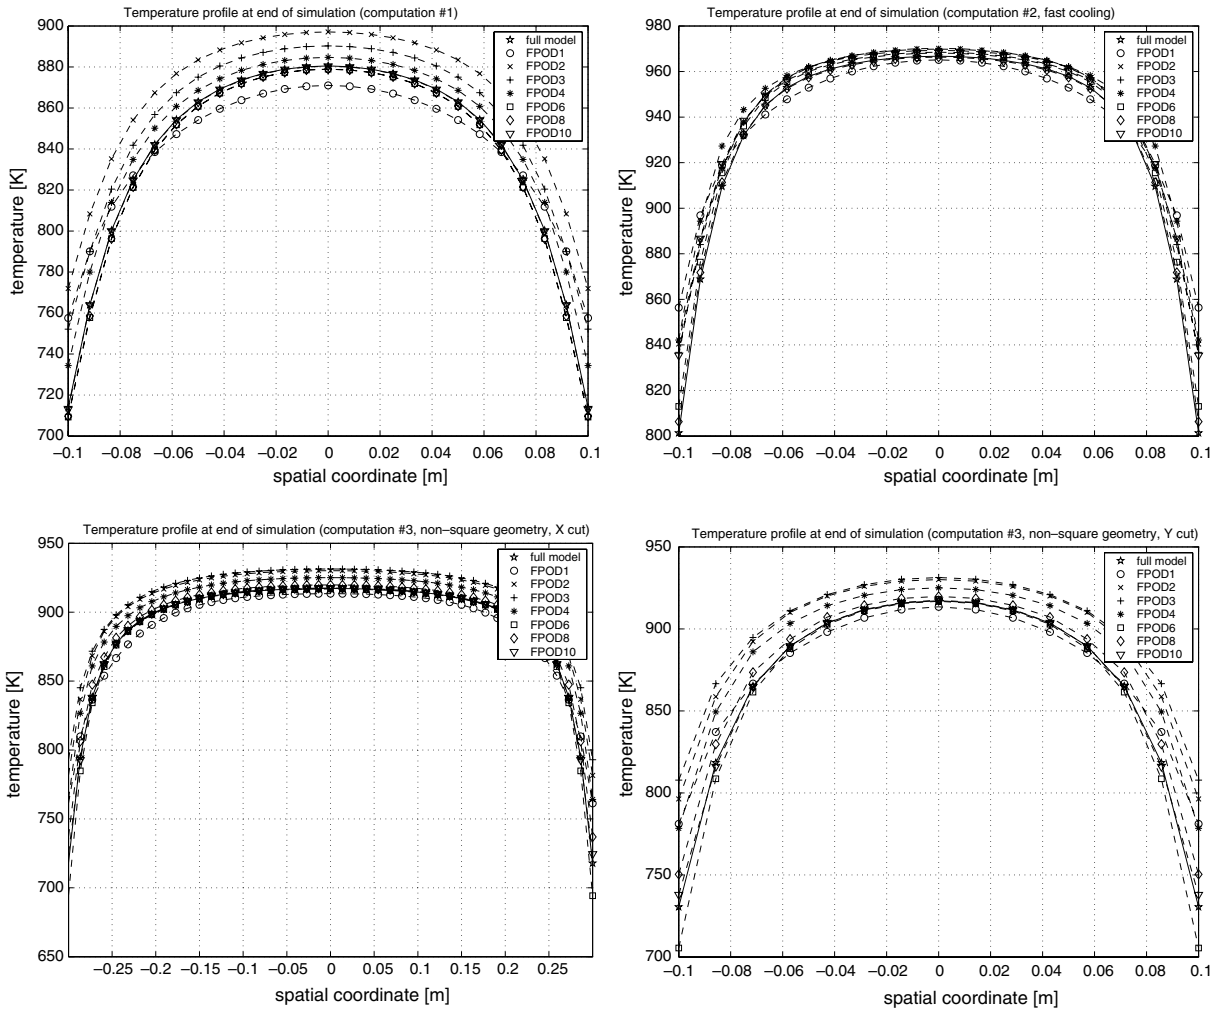 Temperature profile at end of simulation (computation #1)
900
880
860
840
820
800
780
760
740
720
700
temperature [K]
−0.1
−0.08
−0.06
−0.04
−0.02
0
0.02
0.04
0.06
0.08
0.1
spatial coordinate [m]
full model
FPOD1
FPOD2
FPOD3
FPOD4
FPOD6
FPOD8
FPOD10
Temperature profile at end of simulation (computation #2, fast cooling)
980
960
940
920
900
880
860
840
820
800
temperature [K]
−0.1
−0.08
−0.06
−0.04
−0.02
0
0.02
0.04
0.06
0.08
0.1
spatial coordinate [m]
full model
FPOD1
FPOD2
FPOD3
FPOD4
FPOD6
FPOD8
FPOD10
Temperature profile at end of simulation (computation #3, non−square geometry, X cut)
950
900
850
800
750
700
650
temperature [K]
−0.25
−0.2
−0.15
−0.1
−0.05
0
0.05
0.1
0.15
0.2
0.25
spatial coordinate [m]
full model
FPOD1
FPOD2
FPOD3
FPOD4
FPOD6
FPOD8
FPOD10
Temperature profile at end of simulation (computation #3, non−square geometry, Y cut)
950
900
850
800
750
700
temperature [K]
−0.1
−0.08
−0.06
−0.04
−0.02
0
0.02
0.04
0.06
0.08
0.1
spatial coordinate [m]
full model
FPOD1
FPOD2
FPOD3
FPOD4
FPOD6
FPOD8
FPOD10